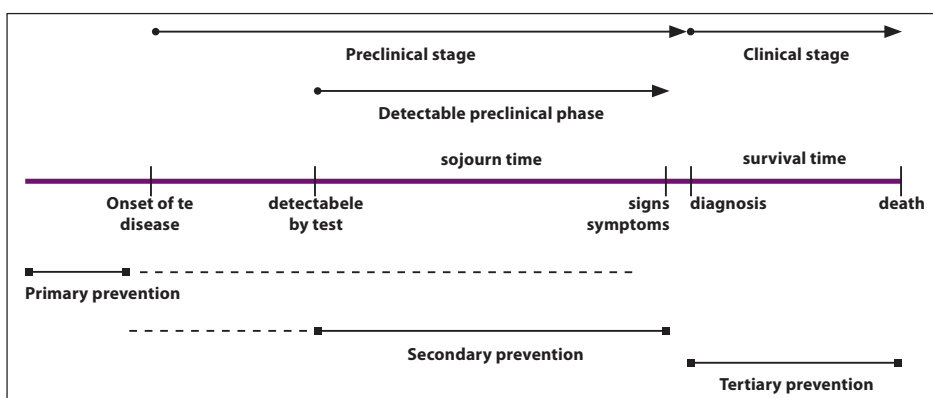 Preclinical stage
Clinical stage
Detectable preclinical phase
sojourn time
survival time
Onset of te
disease
detectabele
by test
signs
symptoms
diagnosis
death
Primary prevention
Secondary prevention
Tertiary prevention